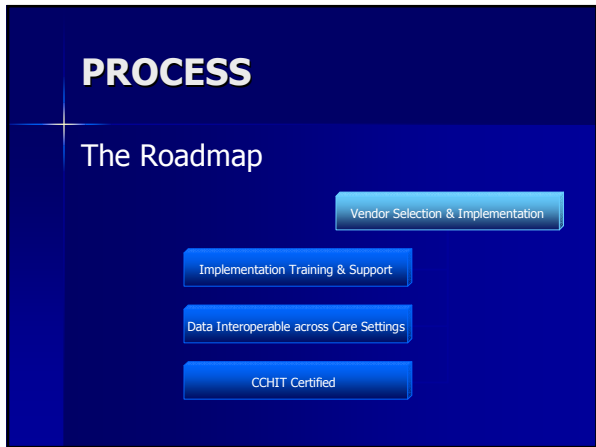 PROCESS
The Roadmap
Vendor Selection & Implementation
Implementation Training & Support
Data Interoperable across Care Settings
CCHIT Certified